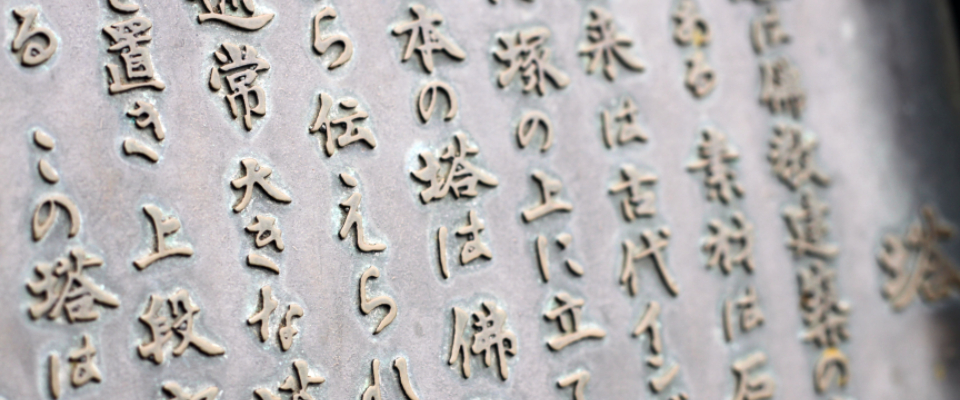 塔
佛教建築の
ある 素材は石
来は古代イン
塚の上に立て
本の塔は佛
ら伝えられ
常大きな
置き 上段
る この塔は